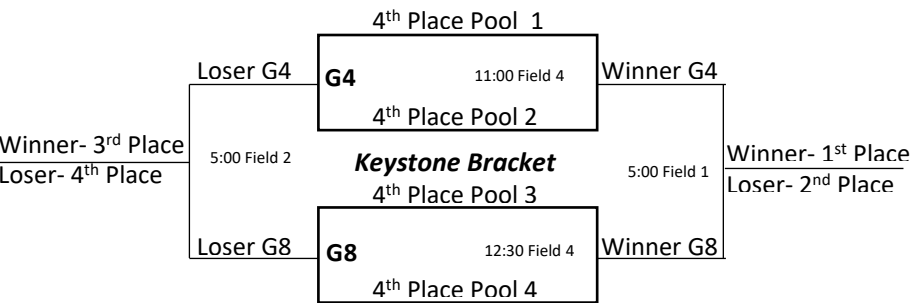 4th Place Pool 1
Loser G4
G4
11:00 Field 4
Winner G4
4th Place Pool 2
Winner- 3rd Place
Loser- 4th Place
5:00 Field 2
Keystone Bracket
5:00 Field 1
Winner- 1st Place
Loser- 2nd Place
4th Place Pool 3
Loser G8
G8
12:30 Field 4
Winner G8
4th Place Pool 4